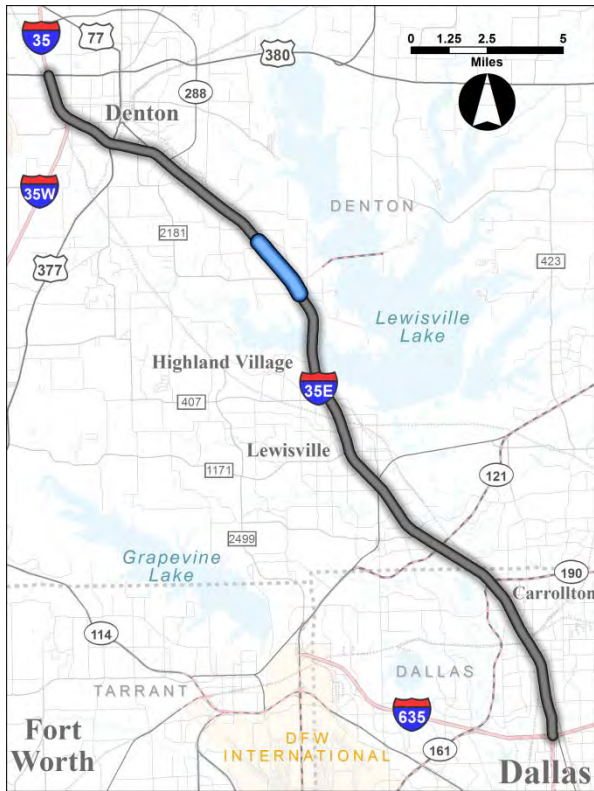 35
77
380
0 1.25 2.5 5
Miles
288
Denton
35W
DENTON
2181
377
423
Lewisville
Lake
Highland Village
35E
407
Lewisville
1171
121
2499
Grapevine
Lake
190
Carrollton
114
DALLAS
TARRANT
635
Fort
Worth
DFW
INTERNATIONAL
161
Dallas